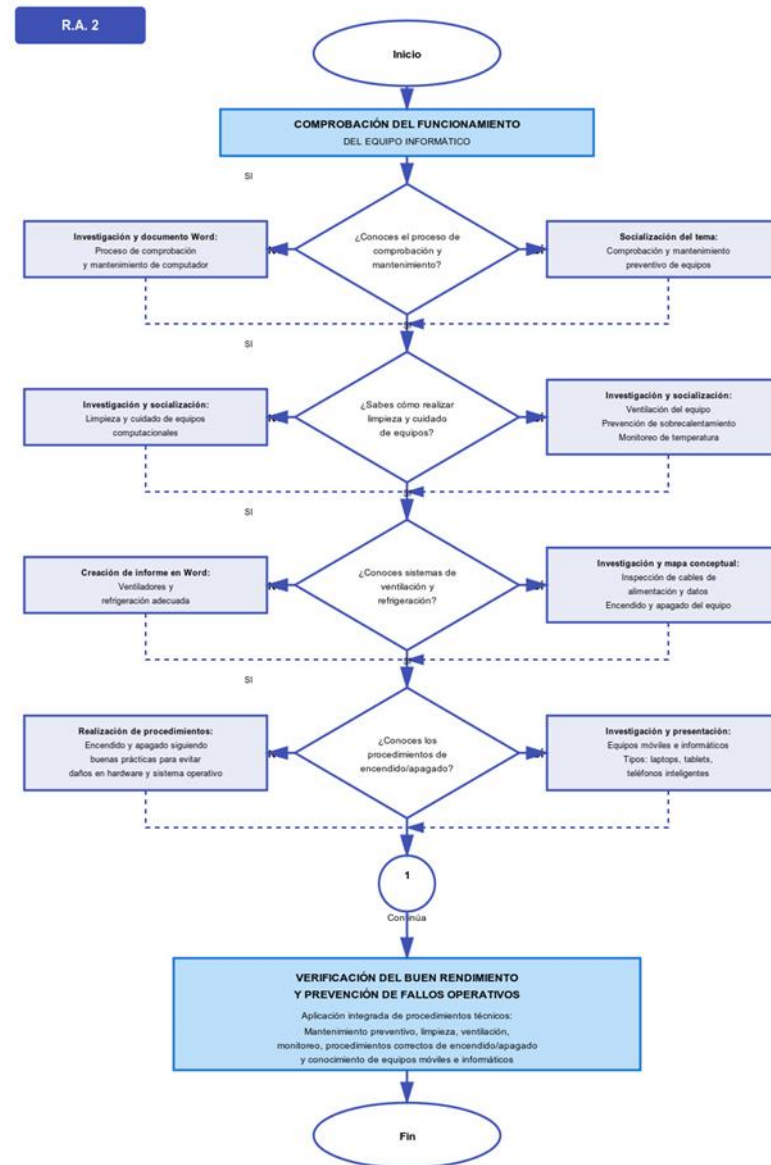 R.A. 2
Inicio
COMPROBACIÓN DEL FUNCIONAMIENTO
DEL EQUIPO INFORMÁTICO
SI
¿Conoces el proceso de
comprobación y
mantenimiento?
Investigación y documento Word:
Proceso de comprobación
y mantenimiento de computador
Socialización del tema:
Comprobación y mantenimiento
preventivo de equipos
SI
¿Sabes cómo realizar
limpieza y cuidado
de equipos?
Investigación y socialización:
Limpieza y cuidado de equipos
computacionales
Investigación y socialización:
Ventilación del equipo
Prevención de sobrecalentamiento
Monitoreo de temperatura
SI
¿Conoces sistemas de
ventilación y
refrigeración?
Creación de informe en Word:
Ventiladores y
refrigeración adecuada
Investigación y mapa conceptual:
Inspección de cables de
alimentación y datos
Encendido y apagado del equipo
SI
¿Conoces los
procedimientos de
encendido/apagado?
Realización de procedimientos:
Encendido y apagado siguiendo
buenas prácticas para evitar
daños en hardware y sistema operativo
Investigación y presentación:
Equipos móviles e informáticos
Tipos: laptops, tablets,
teléfonos inteligentes
1
Continúa
VERIFICACIÓN DEL BUEN RENDIMIENTO
Y PREVENCIÓN DE FALLOS OPERATIVOS
Aplicación integrada de procedimientos técnicos:
Mantenimiento preventivo, limpieza, ventilación,
monitoreo, procedimientos correctos de encendido/apagado
y conocimiento de equipos móviles e informáticos
Fin